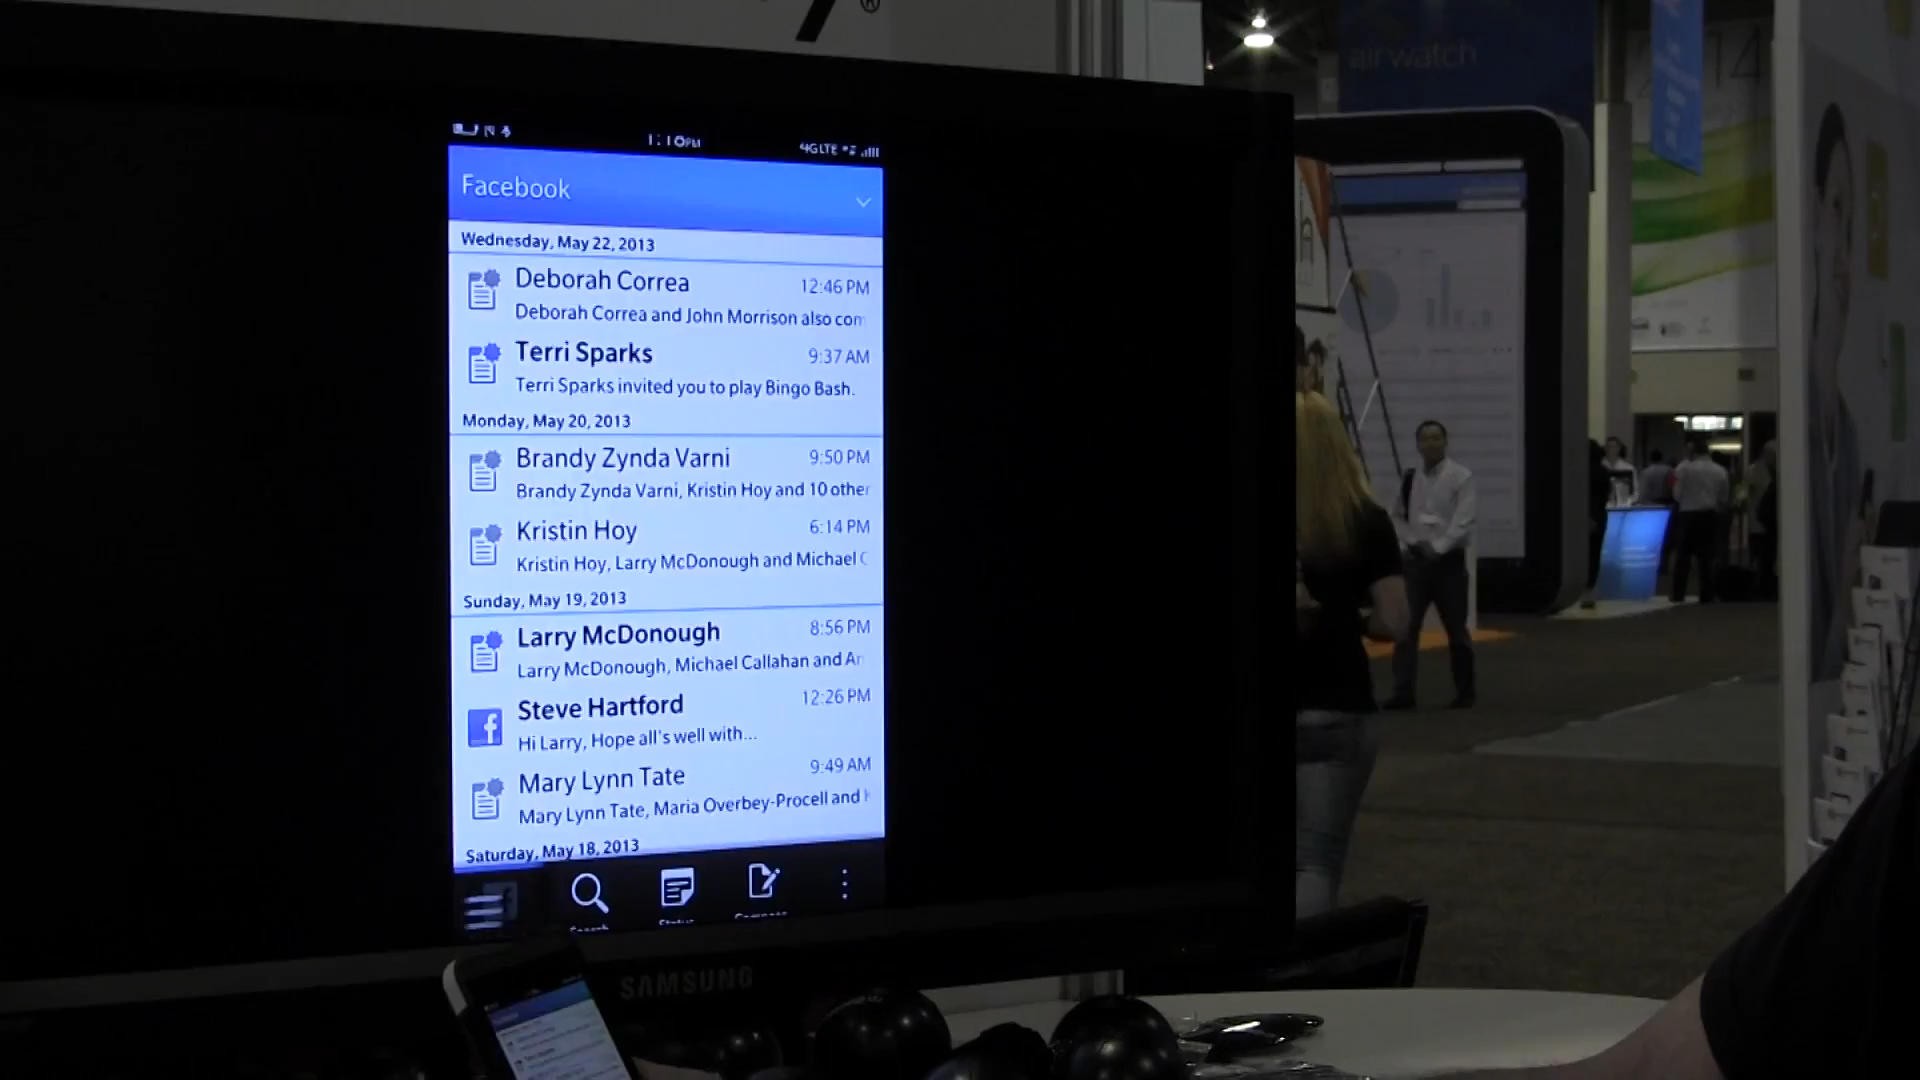 1:10PM
4GLTE
Facebook
Wednesday, May 22, 2013
Deborah Correa 12:46 PM
Deborah Correa and John Morrison also com
Terri Sparks 9:37 AM
Terri Sparks invited you to play Bingo Bash.
Monday, May 20, 2013
Brandy Zynda Varni 9:50 PM
Brandy Zynda Varni, Kristin Hoy and 10 other
Kristin Hoy 6:14 PM
Kristin Hoy, Larry McDonough and Michael C
Sunday, May 19, 2013
Larry McDonough 8:56 PM
Larry McDonough, Michael Callahan and An
Steve Hartford 12:26 PM
Hi Larry, Hope all's well with...
Mary Lynn Tate 9:49 AM
Mary Lynn Tate, Maria Overbey-Procell and
Saturday, May 18, 2013
SAMSUNG
airwatch
14